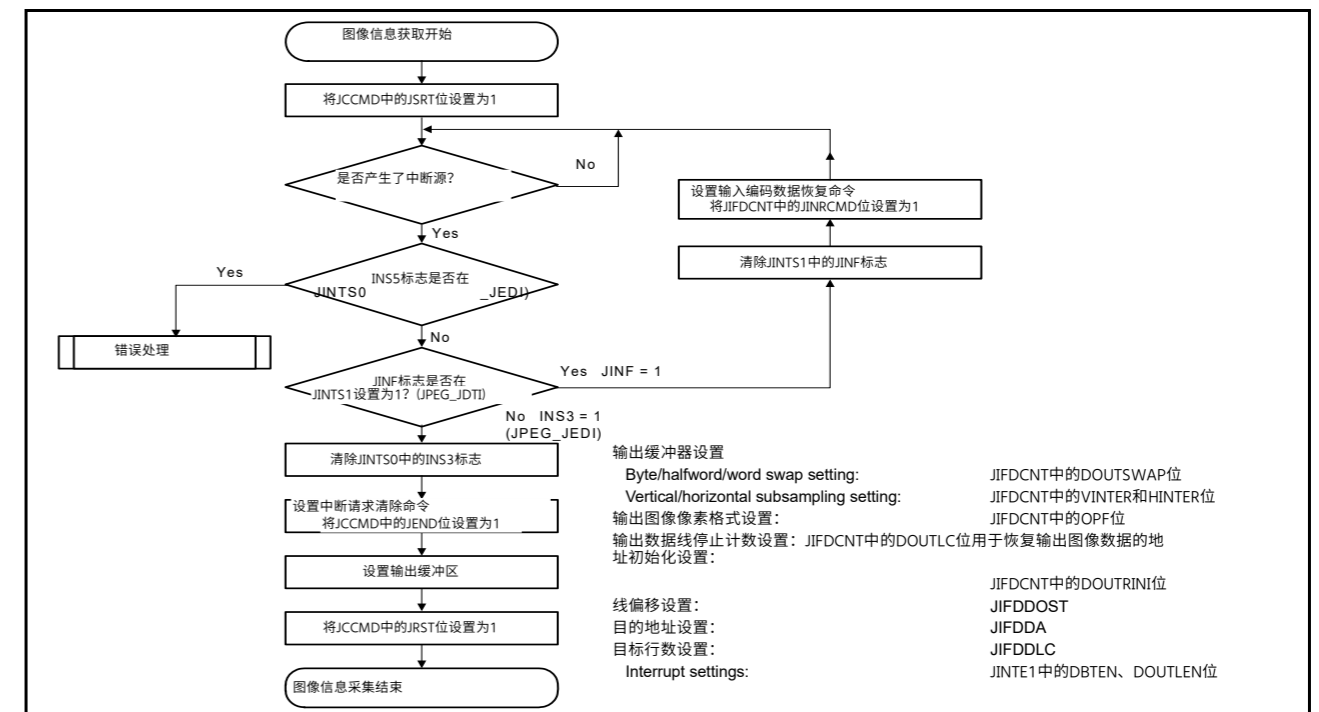 图像信息获取开始
将JCCMD中的JSRT位设置为1
是否产生了中断源？
No
Yes
设置输入编码数据恢复命令
将JIFDCNT中的JINRCMD位设置为1
清除JINTS1中的JINF标志
INS5标志是否在
JINTS0 _JEDI)
Yes
错误处理
No
JINF标志是否在
JINTS1设置为1？(JPEG_JDTI)
Yes JINF = 1
No INS3 = 1
(JPEG_JEDI)
清除JINTS0中的INS3标志
设置中断请求清除命令
将JCCMD中的JEND位设置为1
设置输出缓冲区
将JCCMD中的JRST位设置为1
图像信息采集结束
输出缓冲器设置
Byte/halfword/word swap setting: JIFDCNT中的DOUTSWAP位
Vertical/horizontal subsampling setting: JIFDCNT中的VINTER和HINTER位
输出图像像素格式设置： JIFDCNT中的OPF位
输出数据线停止计数设置：JIFDCNT中的DOUTLC位用于恢复输出图像数据的地
址初始化设置：
JIFDCNT中的DOUTRINI位
线偏移设置： JIFDDOST
目的地址设置： JIFDDA
目标行数设置： JIFDDLC
Interrupt settings: JINTE1中的DBTEN、DOUTLEN位